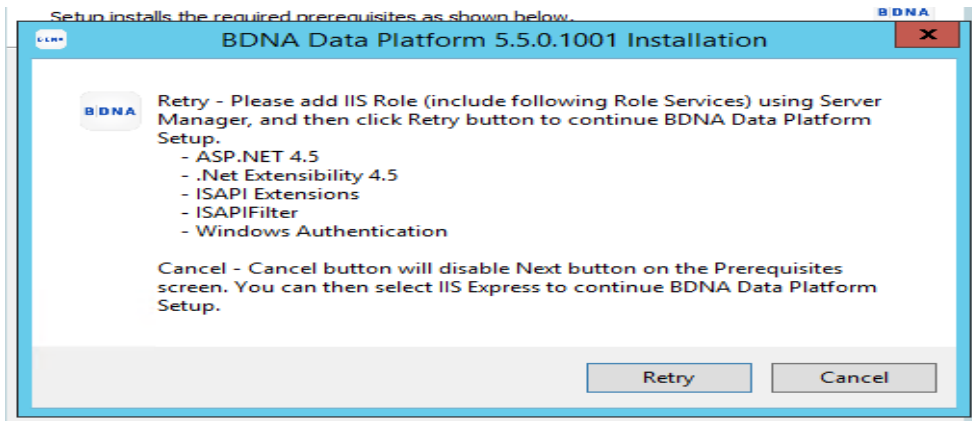 Setup installs the required prerequisites as shown below.
BDNA
BDNA Data Platform 5.5.0.1001 Installation
x
BDNA
Retry - Please add IIS Role (include following Role Services) using Server
Manager, and then click Retry button to continue BDNA Data Platform
Setup.
- ASP.NET 4.5
- .Net Extensibility 4.5
- ISAPI Extensions
- ISAPIFilter
- Windows Authentication
Cancel - Cancel button will disable Next button on the Prerequisites
screen. You can then select IIS Express to continue BDNA Data Platform
Setup.
Retry
Cancel